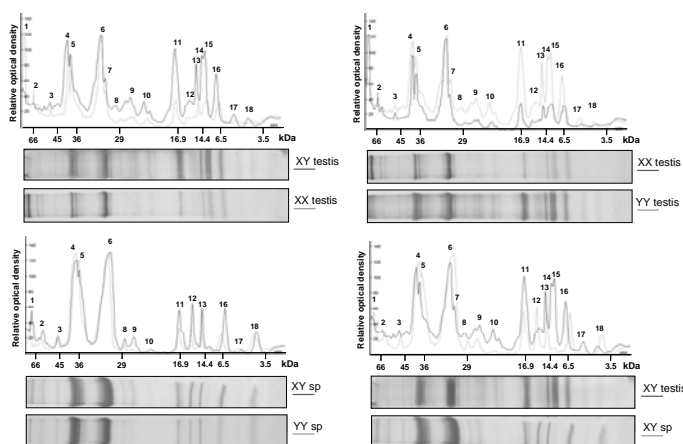 Relative optical density
1 2 3 4 5 6 7 8 9 10 11 12 13 14 15 16 17 18
66 45 36 29 16.9 14.4 6.5 3.5 kDa
XY testis
XX testis
Relative optical density
1 2 3 4 5 6 7 8 9 10 11 12 13 14 15 16 17 18
66 45 36 29 16.9 14.4 6.5 3.5 kDa
XX testis
YY testis
Relative optical density
1 2 3 4 5 6 8 9 10 11 12 13 16 17 18
66 45 36 29 16.9 14.4 6.5 3.5 kDa
XY sp
YY sp
Relative optical density
1 2 3 4 5 6 7 8 9 10 11 12 13 14 15 16 17 18
66 45 36 29 16.9 14.4 6.5 3.5 kDa
XY testis
XY sp